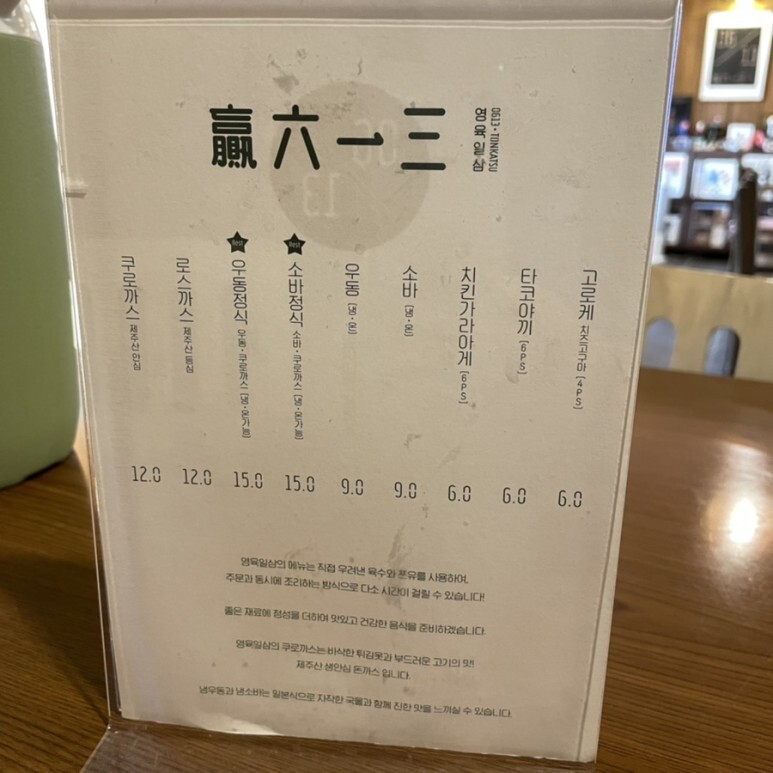 贏六一三
영육일삼
0613·TONKATSU
0613
쿠로까스 제주산 안심
로스까스 제주산 등심
Best
우동정식 우동·쿠로까스 [냉·온가능]
Best
소바정식 소바·쿠로까스 [냉·온가능]
우동 [냉·온]
소바 [냉·온]
치킨가라아게 [6PS]
타코야끼 [6PS]
고로케 치즈고구마 [4PS]
12.0 12.0 15.0 15.0 9.0 9.0 6.0 6.0 6.0
영육일삼의 메뉴는 직접 우려낸 육수와 쯔유를 사용하여,
주문과 동시에 조리하는 방식으로 다소 시간이 걸릴 수 있습니다!
좋은 재료에 정성을 더하여 맛있고 건강한 음식을 준비하겠습니다.
영육일삼의 쿠로까스는 바삭한 튀김옷과 부드러운 고기의 맛!
제주산 생안심 돈까스 입니다.
냉우동과 냉소바는 일본식으로 자작한 국물과 함께 진한 맛을 느끼실 수 있습니다.